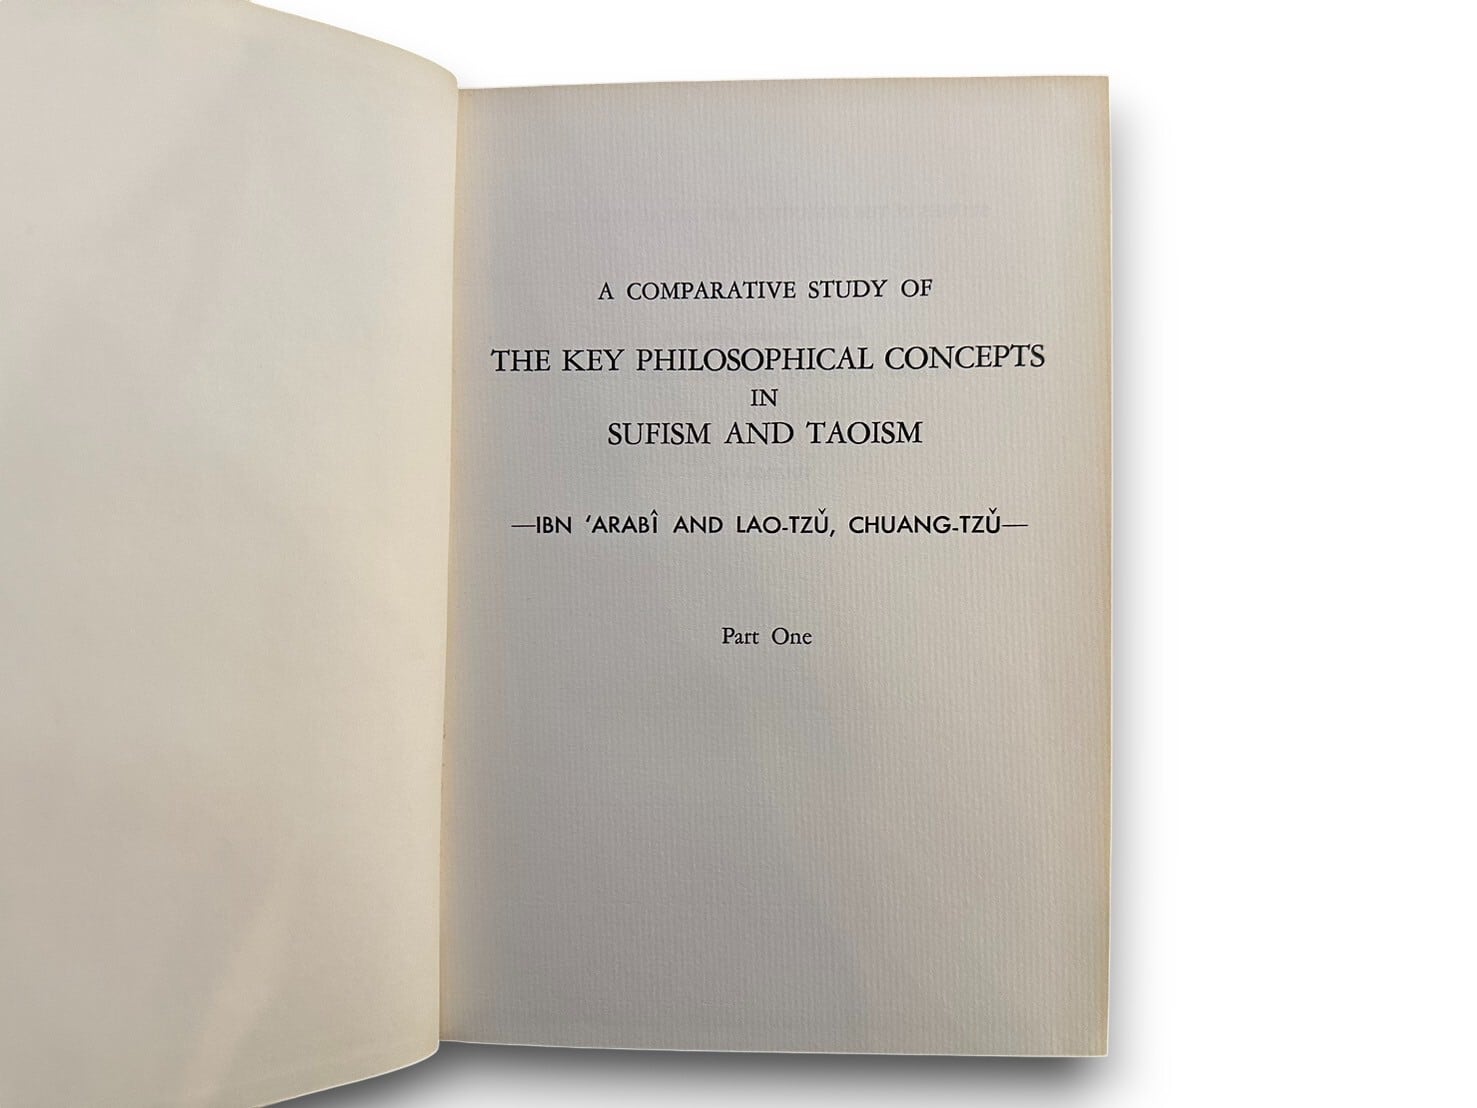 A COMPARATIVE STUDY OF
THE KEY PHILOSOPHICAL CONCEPTS
IN
SUFISM AND TAOISM
—IBN ʻARABÎ AND LAO-TZǓ, CHUANG-TZǓ—
Part One